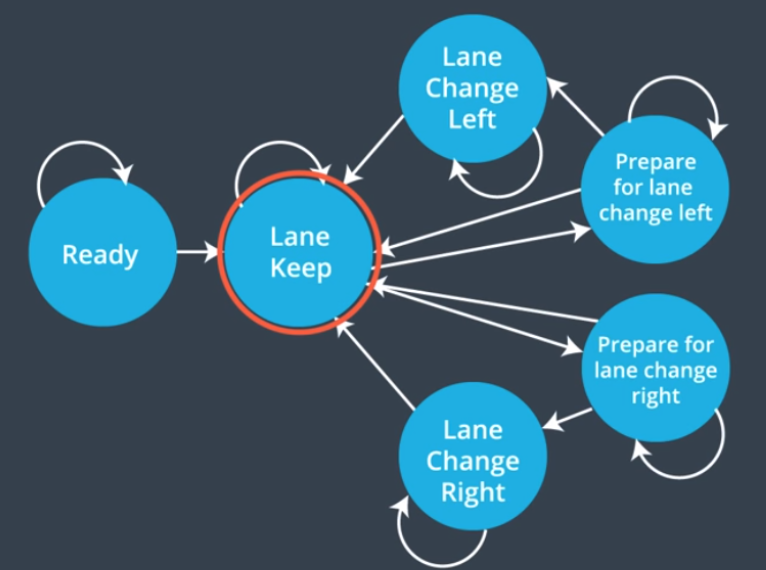 Lane
Change
Left
Prepare
for lane
change left
Ready
Lane
Keep
Prepare for
lane change
right
Lane
Change
Right